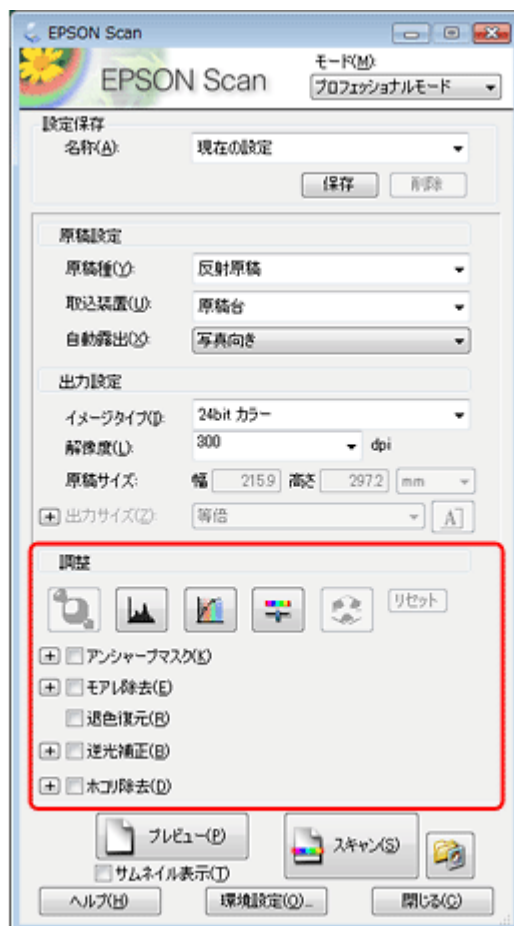 EPSON Scan
EPSON Scan
モード(M):
プロフェッショナルモード
設定保存
名称(A):
現在の設定
保存
削除
原稿設定
原稿種(Y):
反射原稿
取込装置(U):
原稿台
自動露出(X):
写真向き
出力設定
イメージタイプ(I):
24bit カラー
解像度(L):
300
dpi
原稿サイズ:
幅
215.9
高さ
297.2
mm
出力サイズ(Z):
等倍
A
調整
リセット
アンシャープマスク(K)
モアレ除去(E)
退色復元(R)
逆光補正(B)
ホコリ除去(D)
プレビュー(P)
スキャン(S)
サムネイル表示(T)
ヘルプ(H)
環境設定(O)...
閉じる(C)